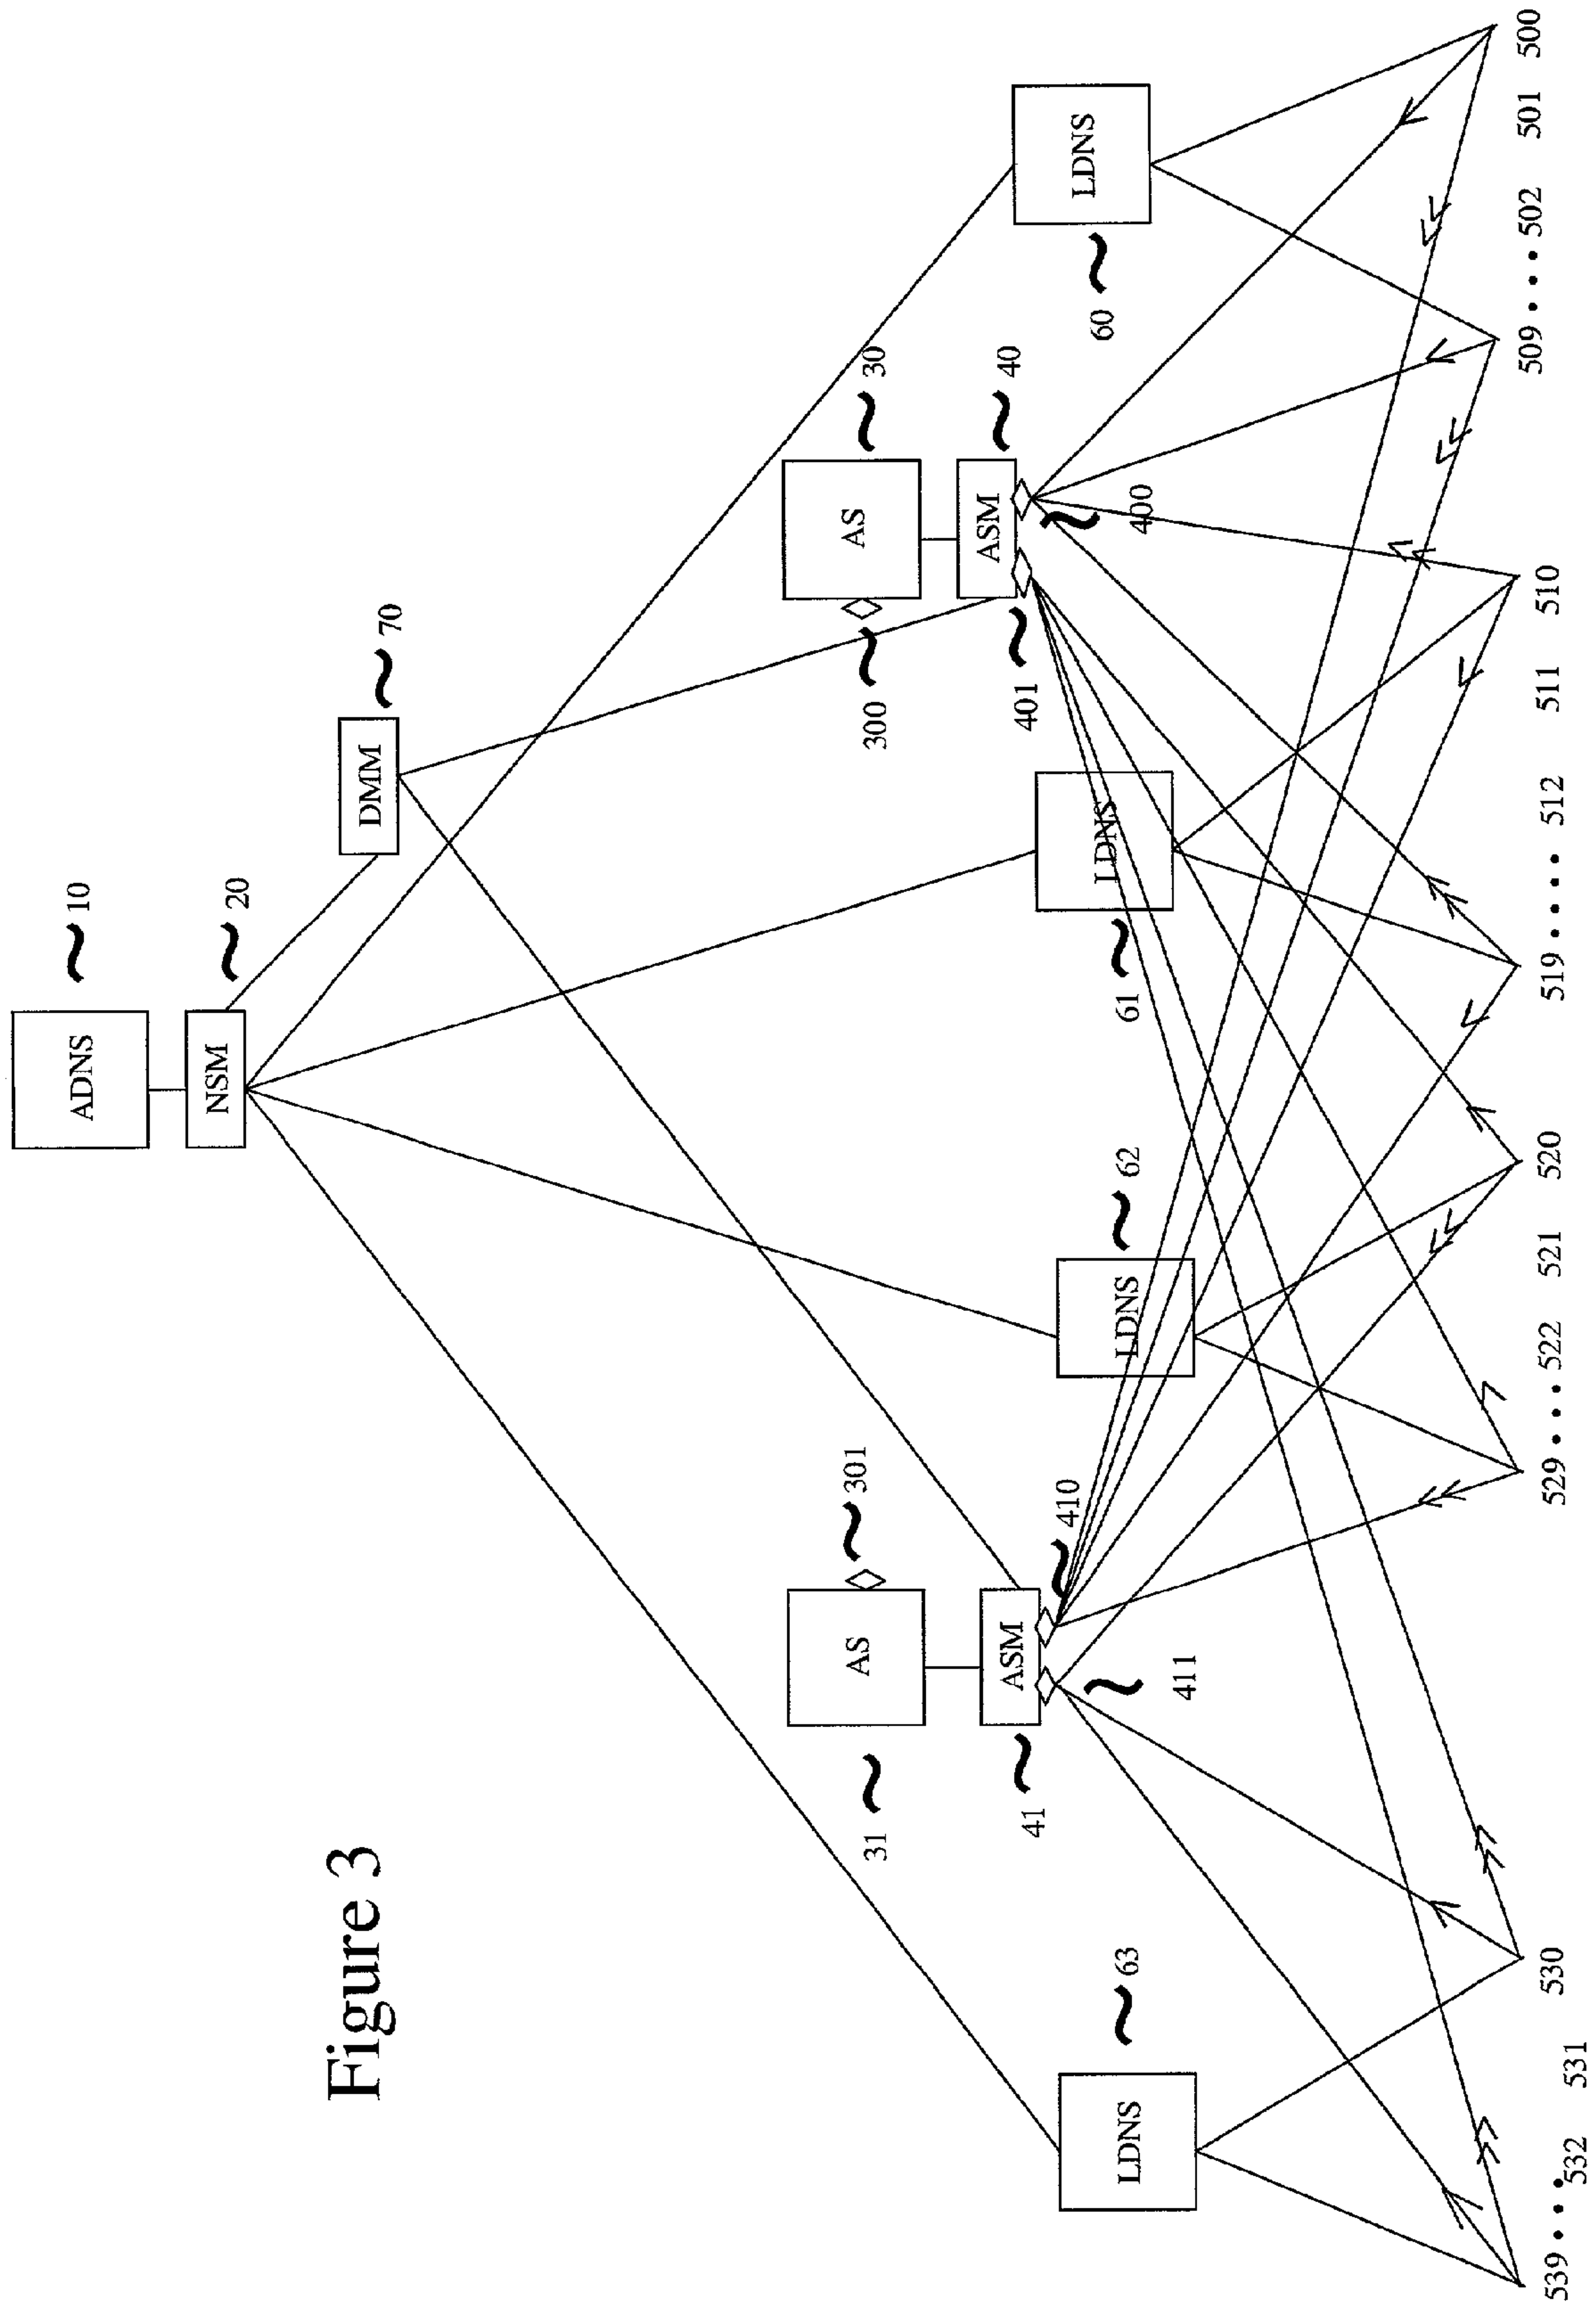 ADNS 10
NSM 20
Figure 3
DMM 70
31 AS 301 300 AS 30
41 ASM 410 401 ASM 40
LDNS 63 411 LDNS 62 61 LDNS 400 60 LDNS
539 . . . 532 531 530 529 . . . 522 521 520 519 . . . . 512 511 510 509 . . . 502 501 500